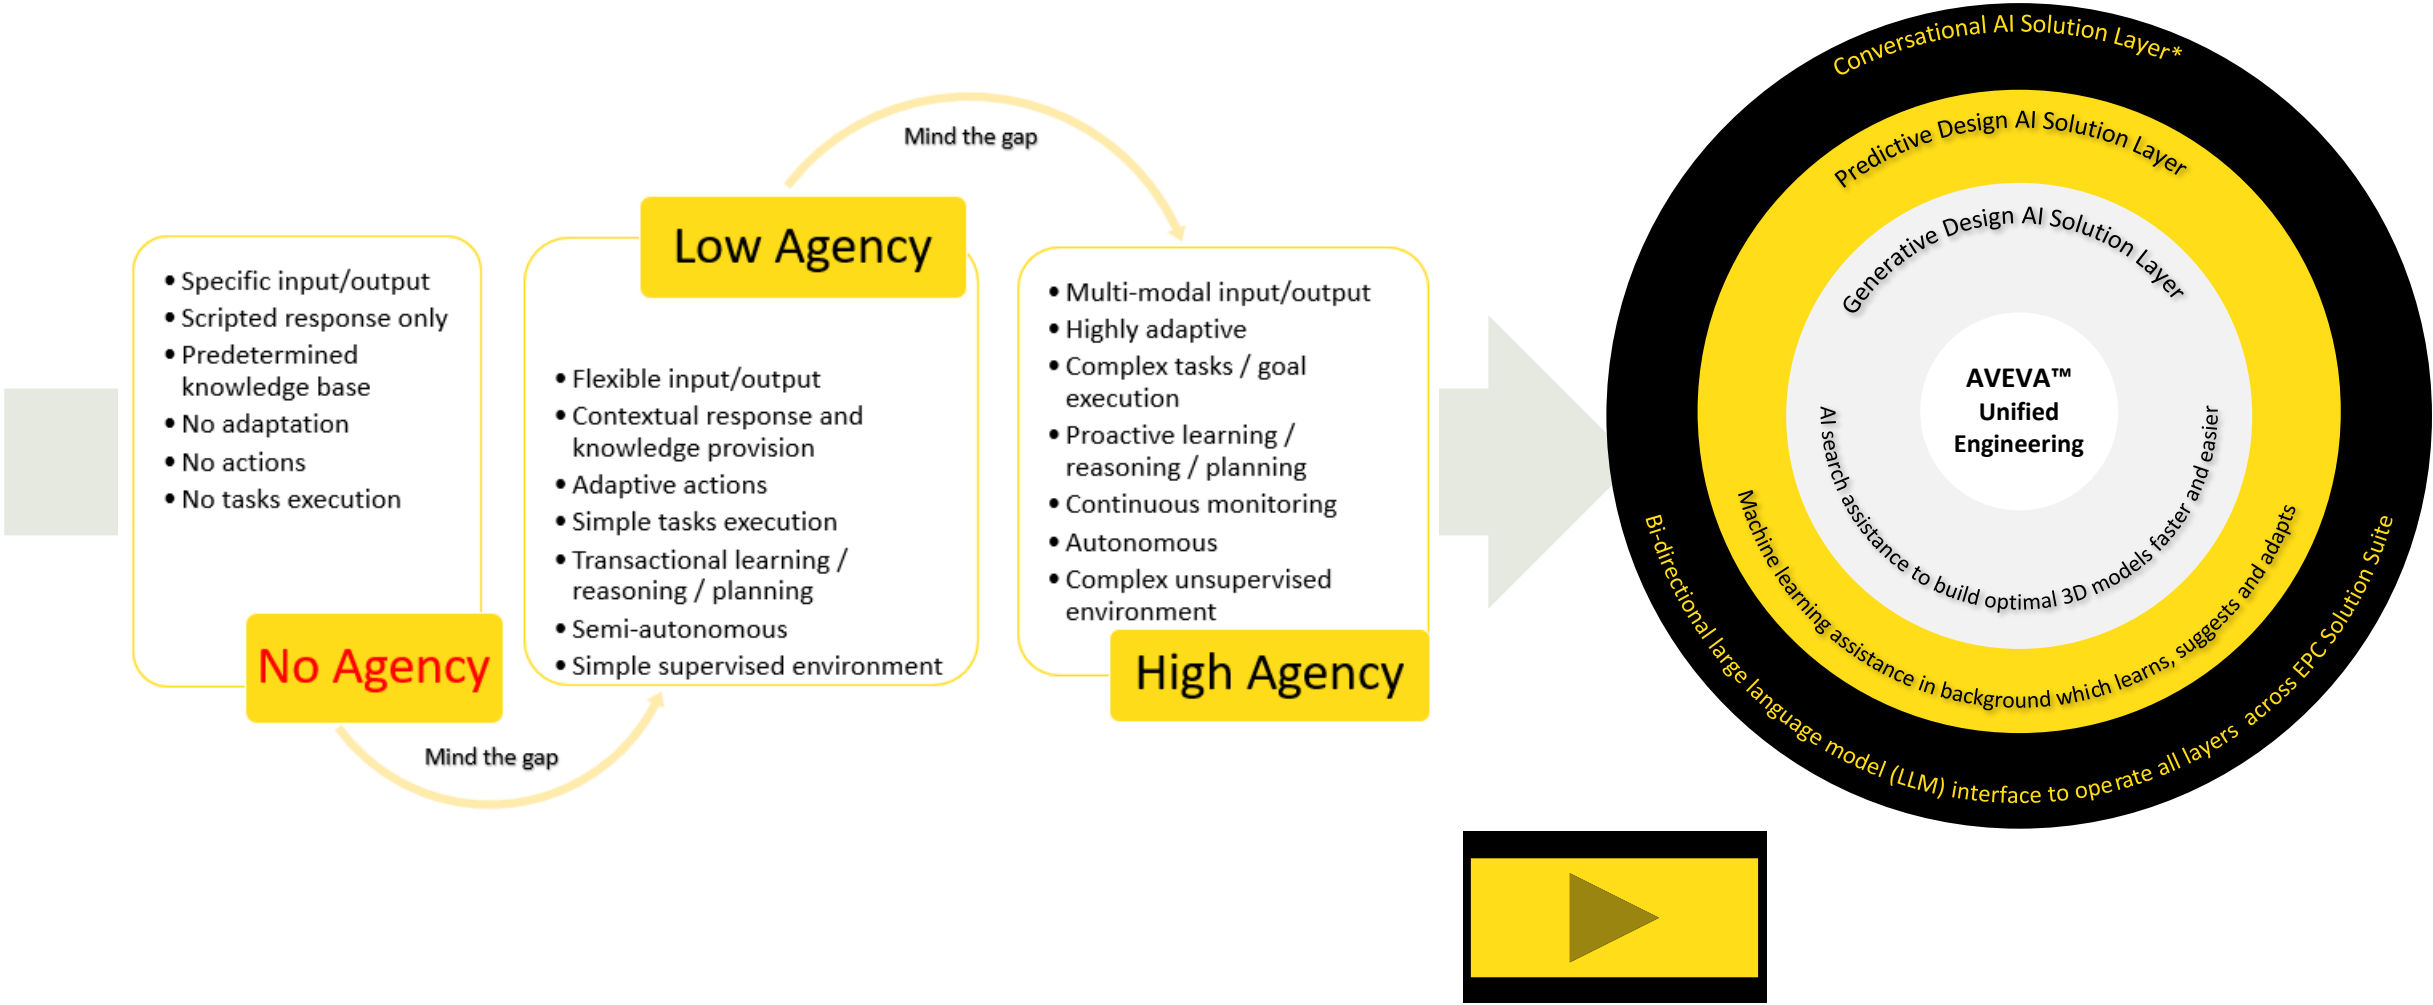 • Specific input/output
• Scripted response only
• Predetermined
knowledge base
• No adaptation
• No actions
• No tasks execution
No Agency
Mind the gap
Low Agency
• Flexible input/output
• Contextual response and
knowledge provision
• Adaptive actions
• Simple tasks execution
• Transactional learning /
reasoning / planning
• Semi-autonomous
• Simple supervised environment
Mind the gap
• Multi-modal input/output
• Highly adaptive
• Complex tasks / goal
execution
• Proactive learning /
reasoning / planning
• Continuous monitoring
• Autonomous
• Complex unsupervised
environment
High Agency
Conversational AI Solution Layer*
Predictive Design AI Solution Layer
Generative Design AI Solution Layer
AVEVA™
Unified
Engineering
AI search assistance to build optimal 3D models faster and easier
Machine learning assistance in background which learns, suggests and adapts
Bi-directional large language model (LLM) interface to operate all layers across EPC Solution Suite